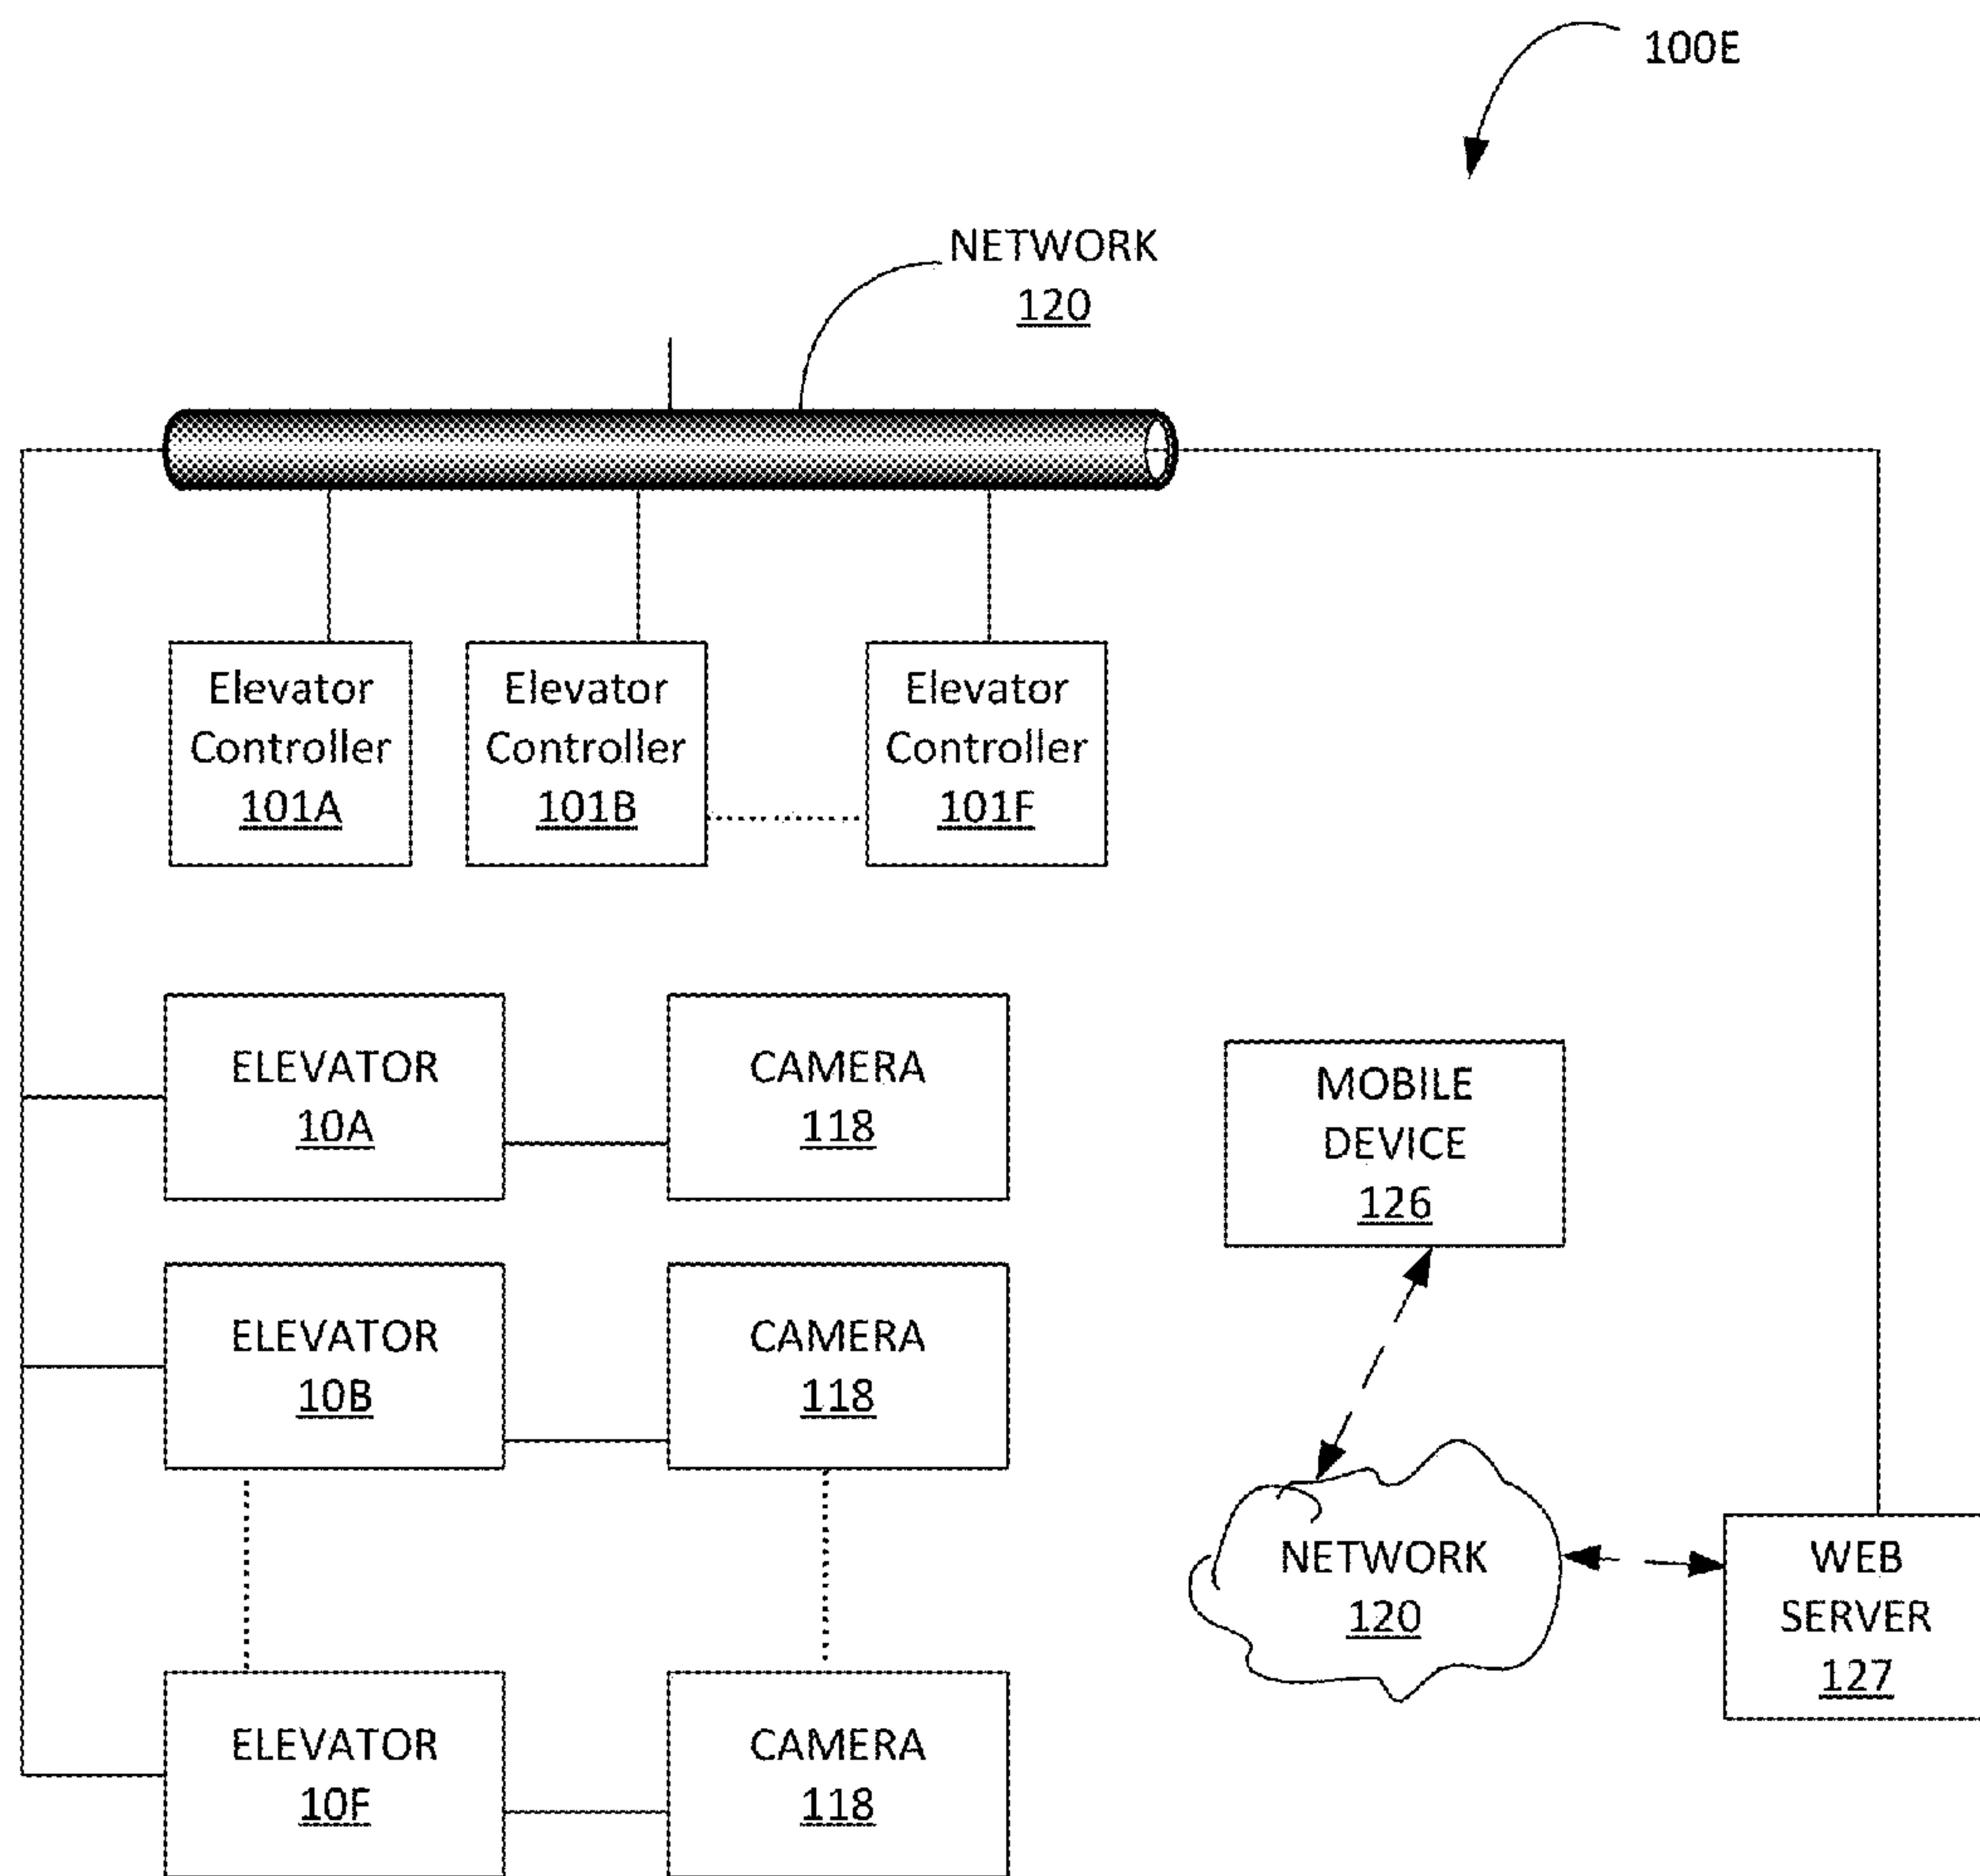 100E
NETWORK
120
Elevator
Controller
101A
Elevator
Controller
101B
Elevator
Controller
101F
ELEVATOR
10A
CAMERA
118
MOBILE
DEVICE
126
ELEVATOR
10B
CAMERA
118
NETWORK
120
WEB
SERVER
127
ELEVATOR
10F
CAMERA
118